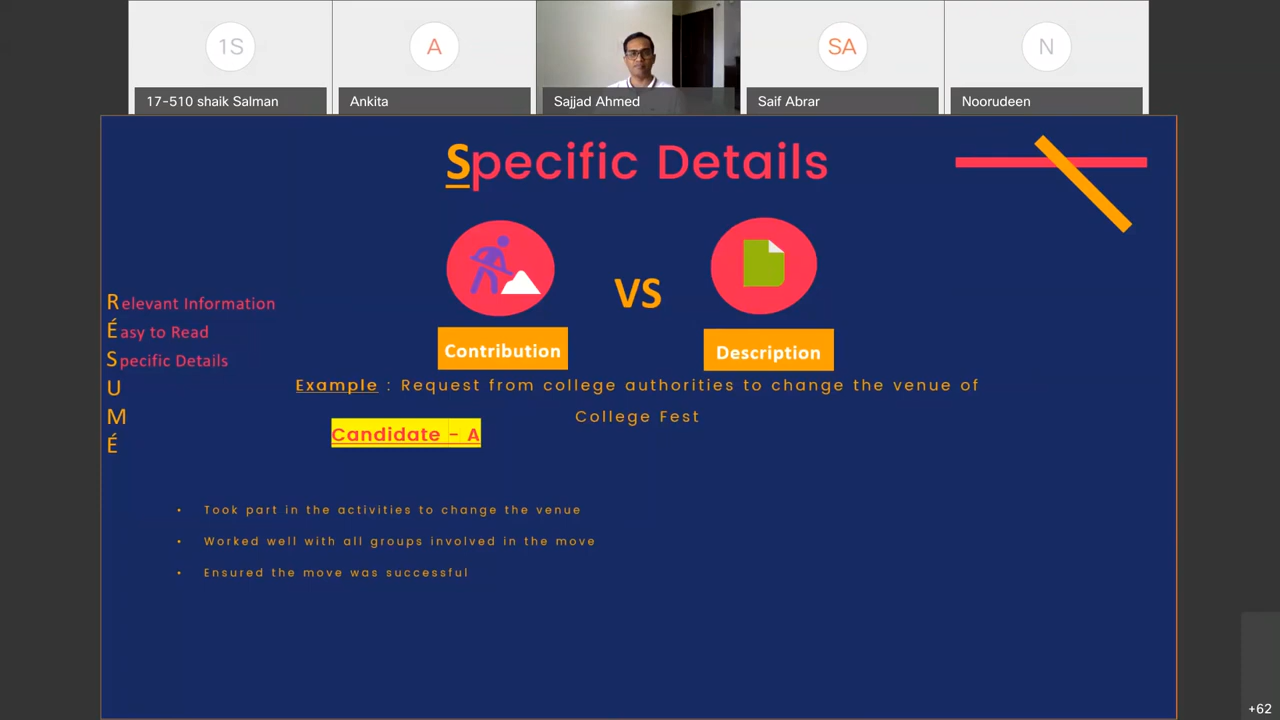 1S
A
SA
N
17-510 shaik Salman
Ankita
Sajjad Ahmed
Saif Abrar
Noorudeen
Specific Details
VS
Contribution
Description
Relevant Information
Éasy to Read
Specific Details
U
M
É
Example : Request from college authorities to change the venue of
College Fest
Candidate - A
• Took part in the activities to change the venue
• Worked well with all groups involved in the move
• Ensured the move was successful
+62